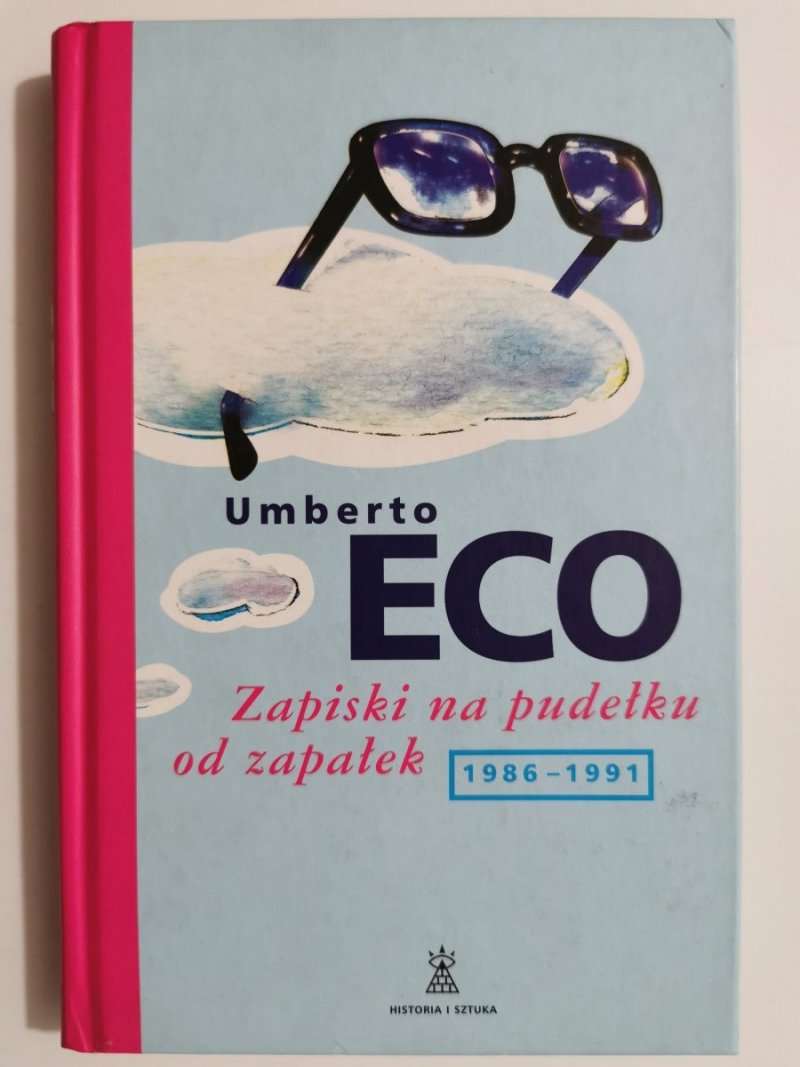 Umberto
ECO
Zapiski na pudełku
od zapałek 1986–1991
HISTORIA I SZTUKA